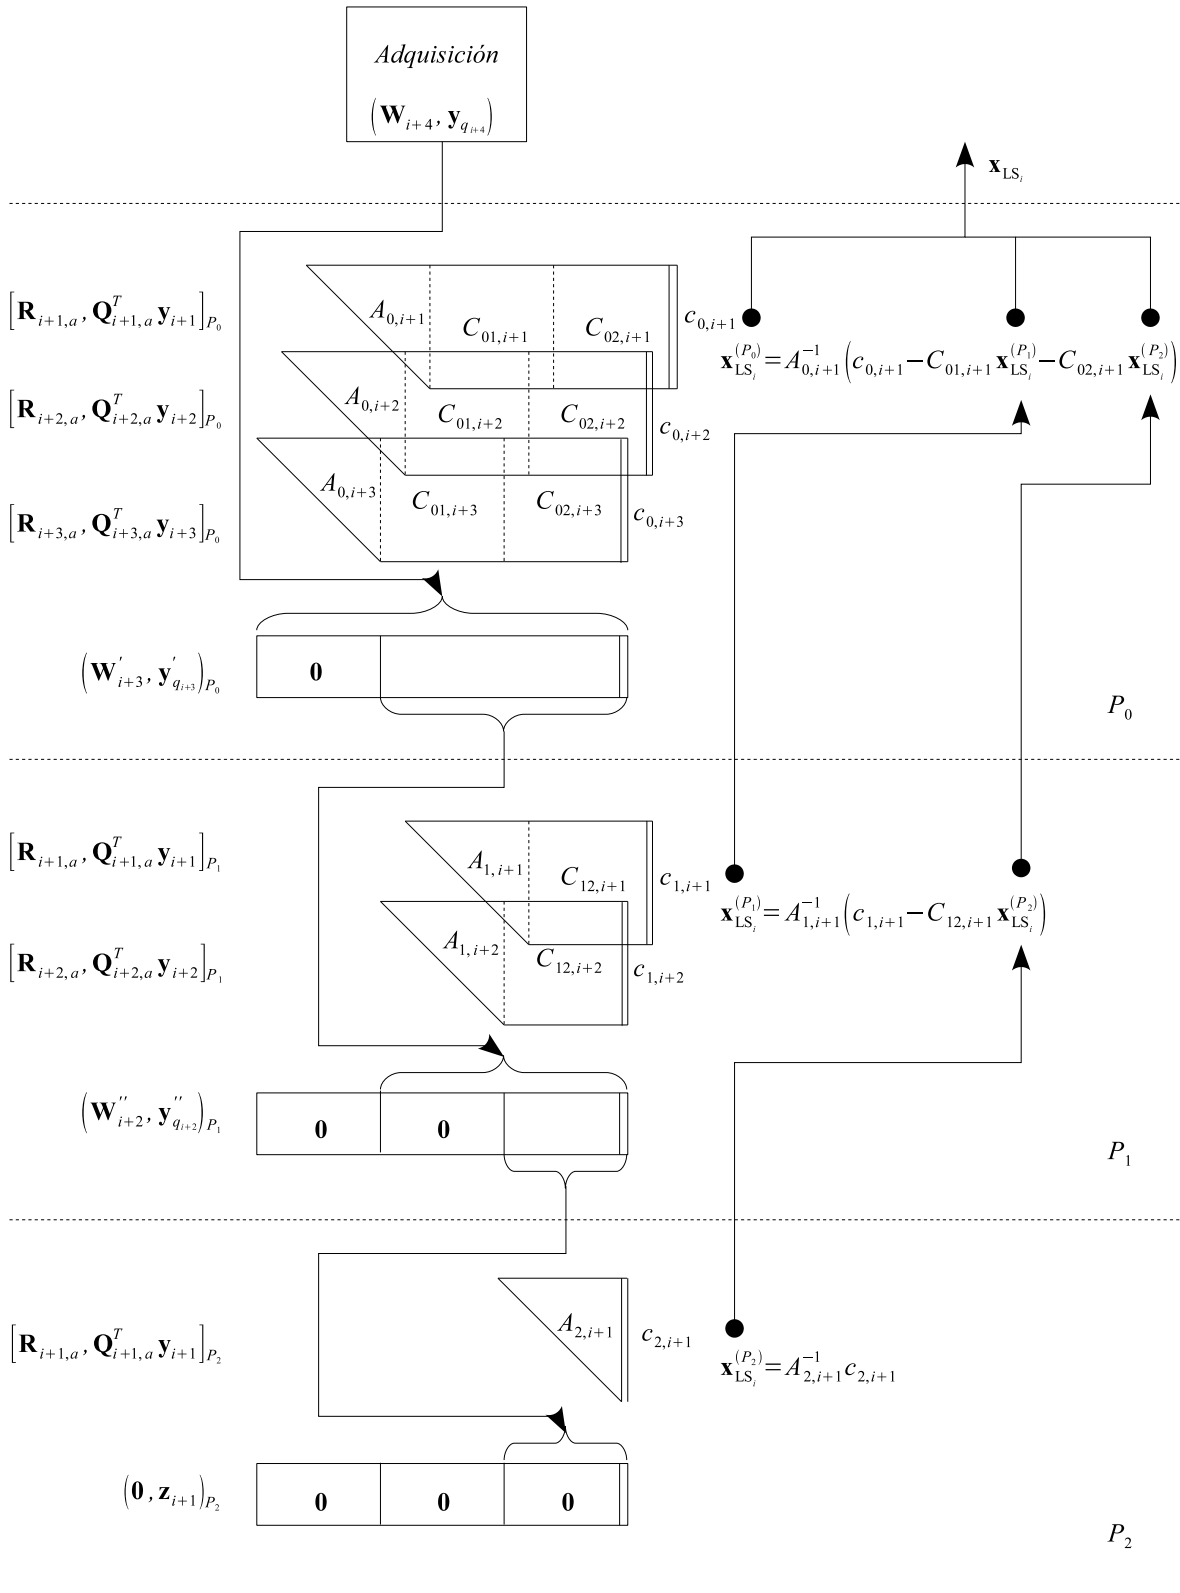 Adquisición
(W_{i+4}, y_{q_{i+4}})
x_{LS_i}
[R_{i+1,a}, Q^T_{i+1,a} y_{i+1}]_{P_0}
A_{0,i+1} C_{01,i+1} C_{02,i+1} c_{0,i+1}
x^{(P_0)}_{LS_i} = A^{-1}_{0,i+1} (c_{0,i+1} − C_{01,i+1} x^{(P_1)}_{LS_i} − C_{02,i+1} x^{(P_2)}_{LS_i})
[R_{i+2,a}, Q^T_{i+2,a} y_{i+2}]_{P_0}
A_{0,i+2} C_{01,i+2} C_{02,i+2} c_{0,i+2}
[R_{i+3,a}, Q^T_{i+3,a} y_{i+3}]_{P_0}
A_{0,i+3} C_{01,i+3} C_{02,i+3} c_{0,i+3}
(W'_{i+3}, y'_{q_{i+3}})_{P_0}
0
P_0
[R_{i+1,a}, Q^T_{i+1,a} y_{i+1}]_{P_1}
A_{1,i+1} C_{12,i+1} c_{1,i+1}
x^{(P_1)}_{LS_i} = A^{-1}_{1,i+1} (c_{1,i+1} − C_{12,i+1} x^{(P_2)}_{LS_i})
[R_{i+2,a}, Q^T_{i+2,a} y_{i+2}]_{P_1}
A_{1,i+2} C_{12,i+2} c_{1,i+2}
(W''_{i+2}, y''_{q_{i+2}})_{P_1}
0 0
P_1
[R_{i+1,a}, Q^T_{i+1,a} y_{i+1}]_{P_2}
A_{2,i+1} c_{2,i+1}
x^{(P_2)}_{LS_i} = A^{-1}_{2,i+1} c_{2,i+1}
(0, z_{i+1})_{P_2}
0 0 0
P_2